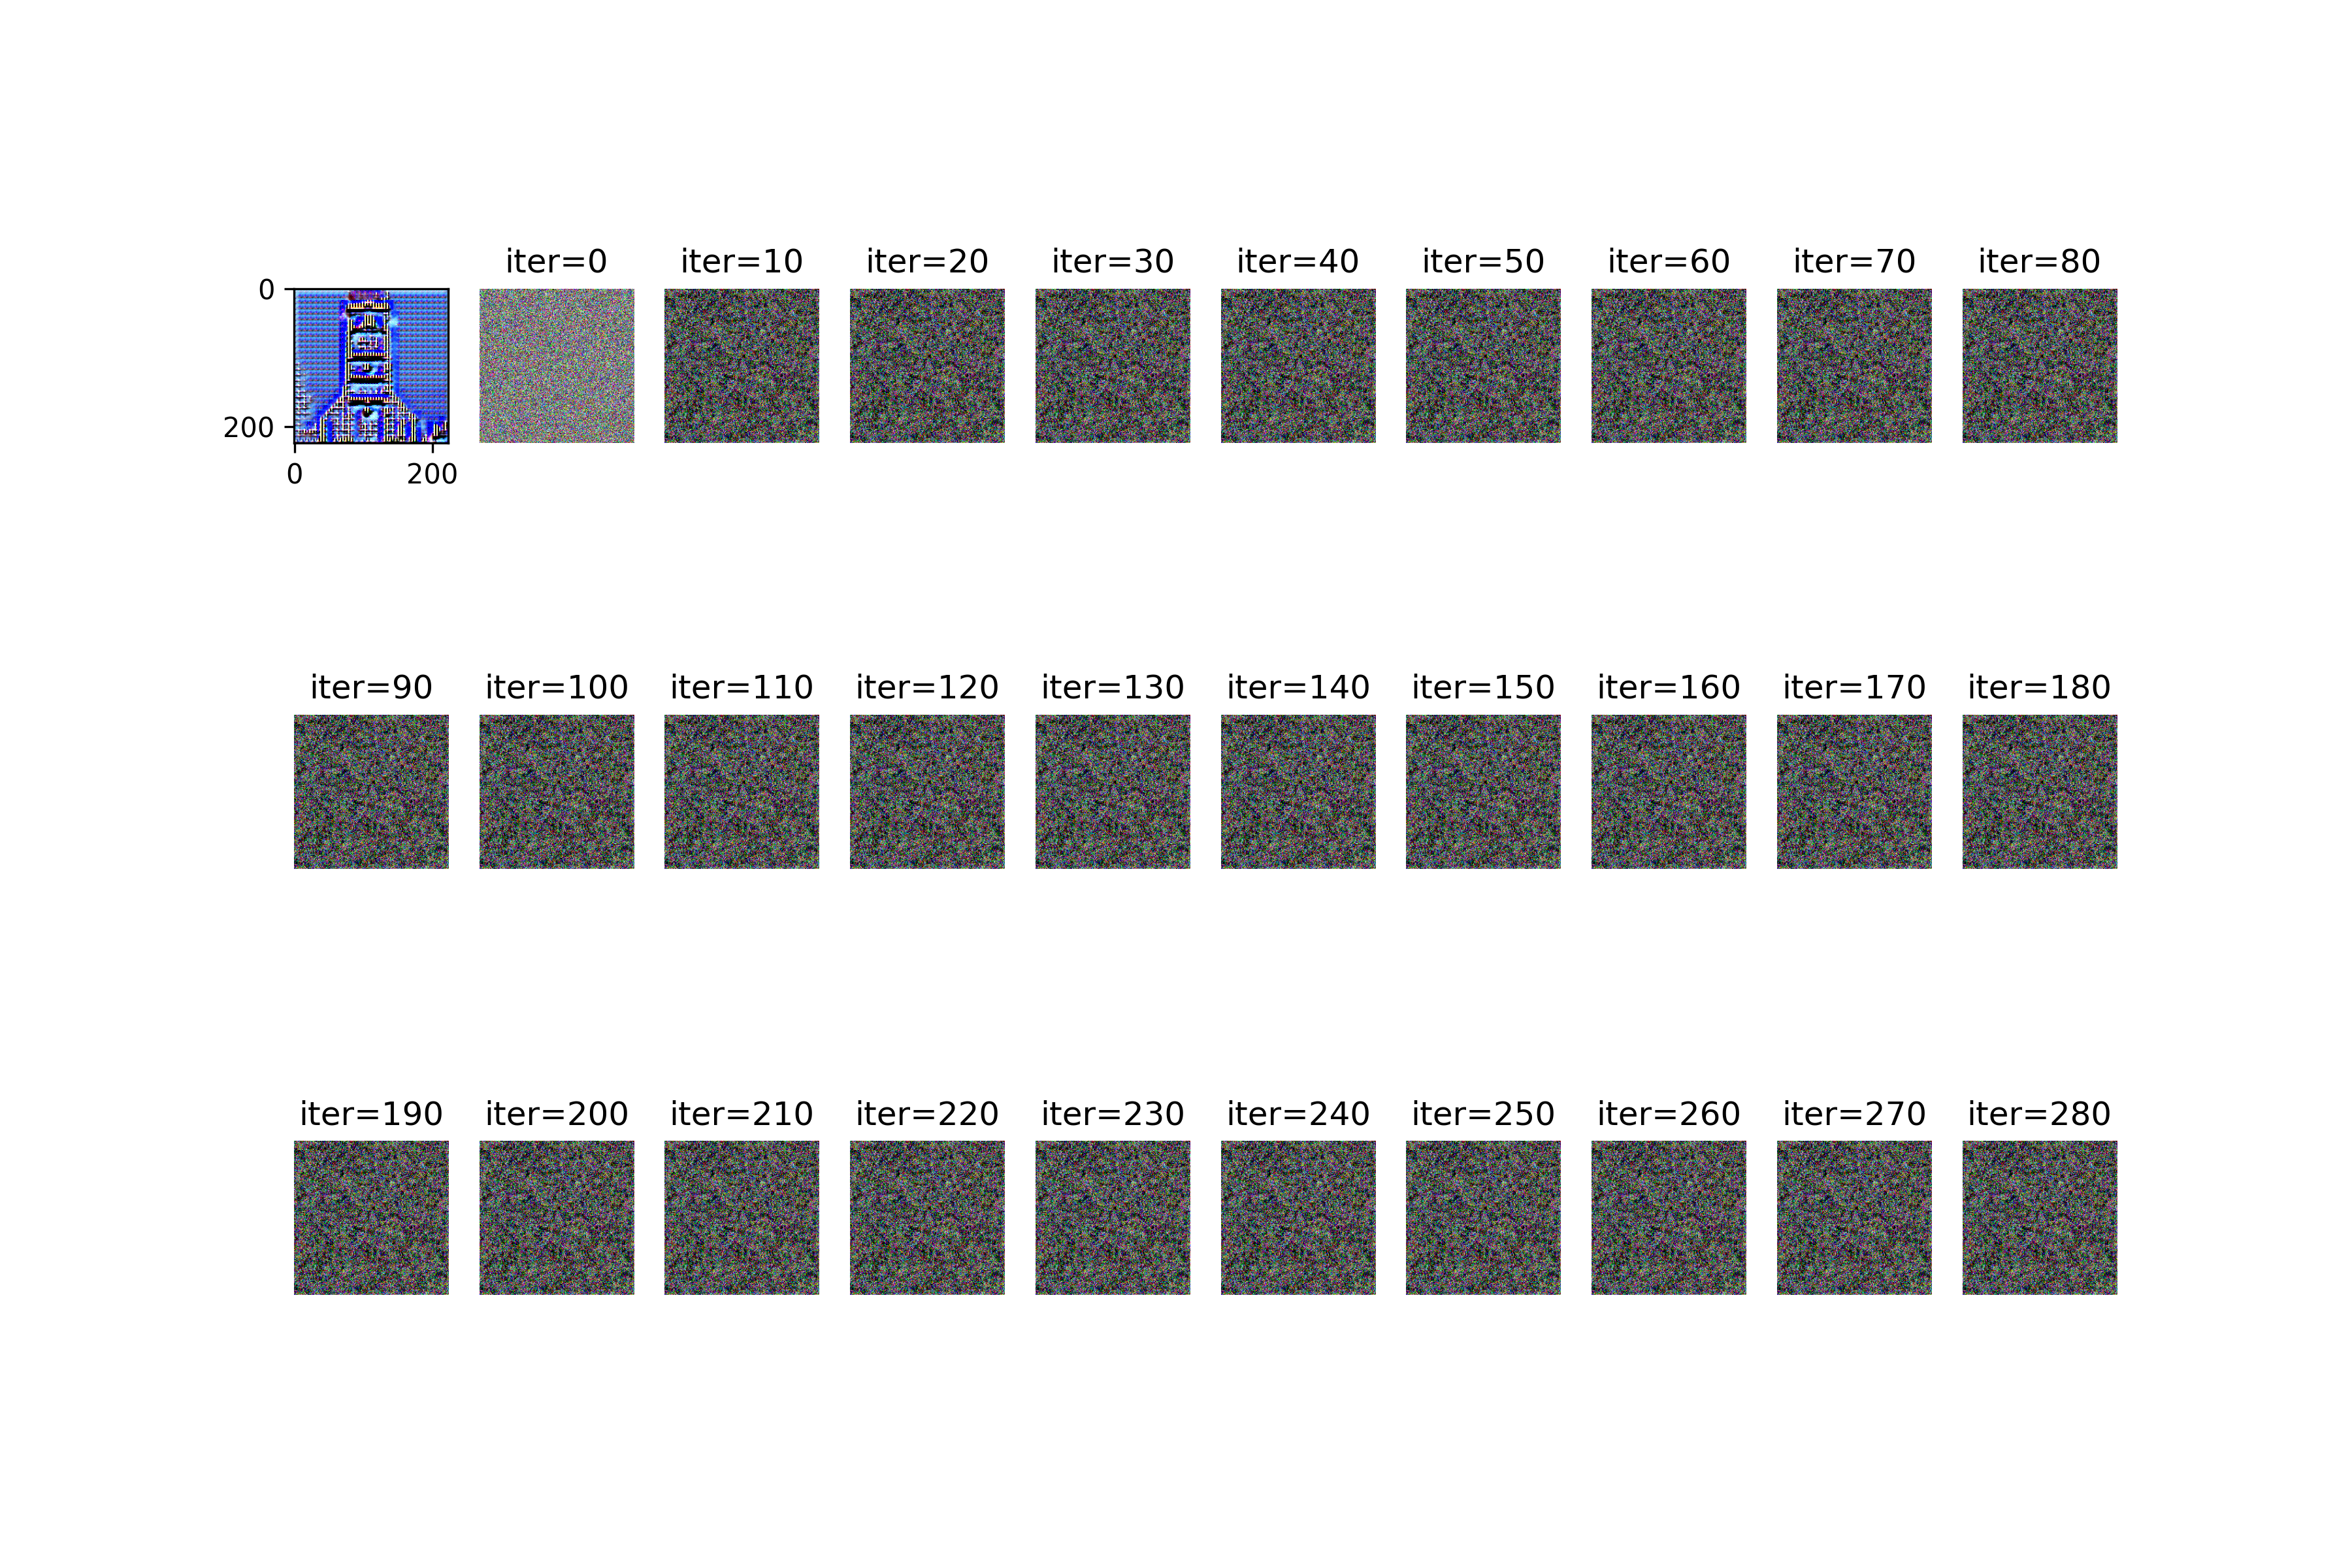 iter=0 iter=10 iter=20 iter=30 iter=40 iter=50 iter=60 iter=70 iter=80
0
200
0 200
iter=90 iter=100 iter=110 iter=120 iter=130 iter=140 iter=150 iter=160 iter=170 iter=180
iter=190 iter=200 iter=210 iter=220 iter=230 iter=240 iter=250 iter=260 iter=270 iter=280